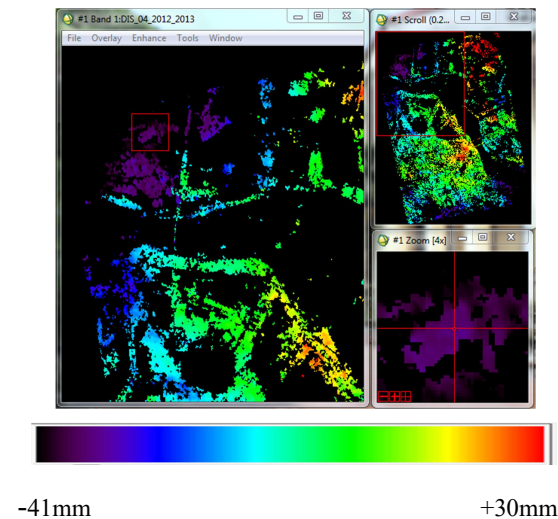 #1 Band 1:DIS_04_2012_2013
File Overlay Enhance Tools Window
#1 Scroll (0.2...
#1 Zoom [4x]
-41mm +30mm